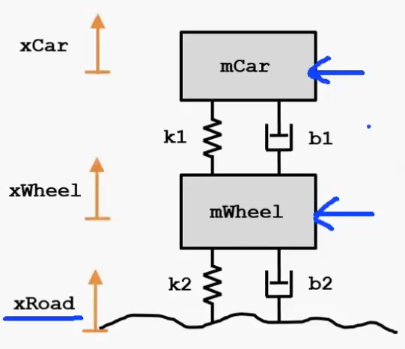 xCar
mCar
k1
b1
xWheel
mWheel
k2
b2
xRoad